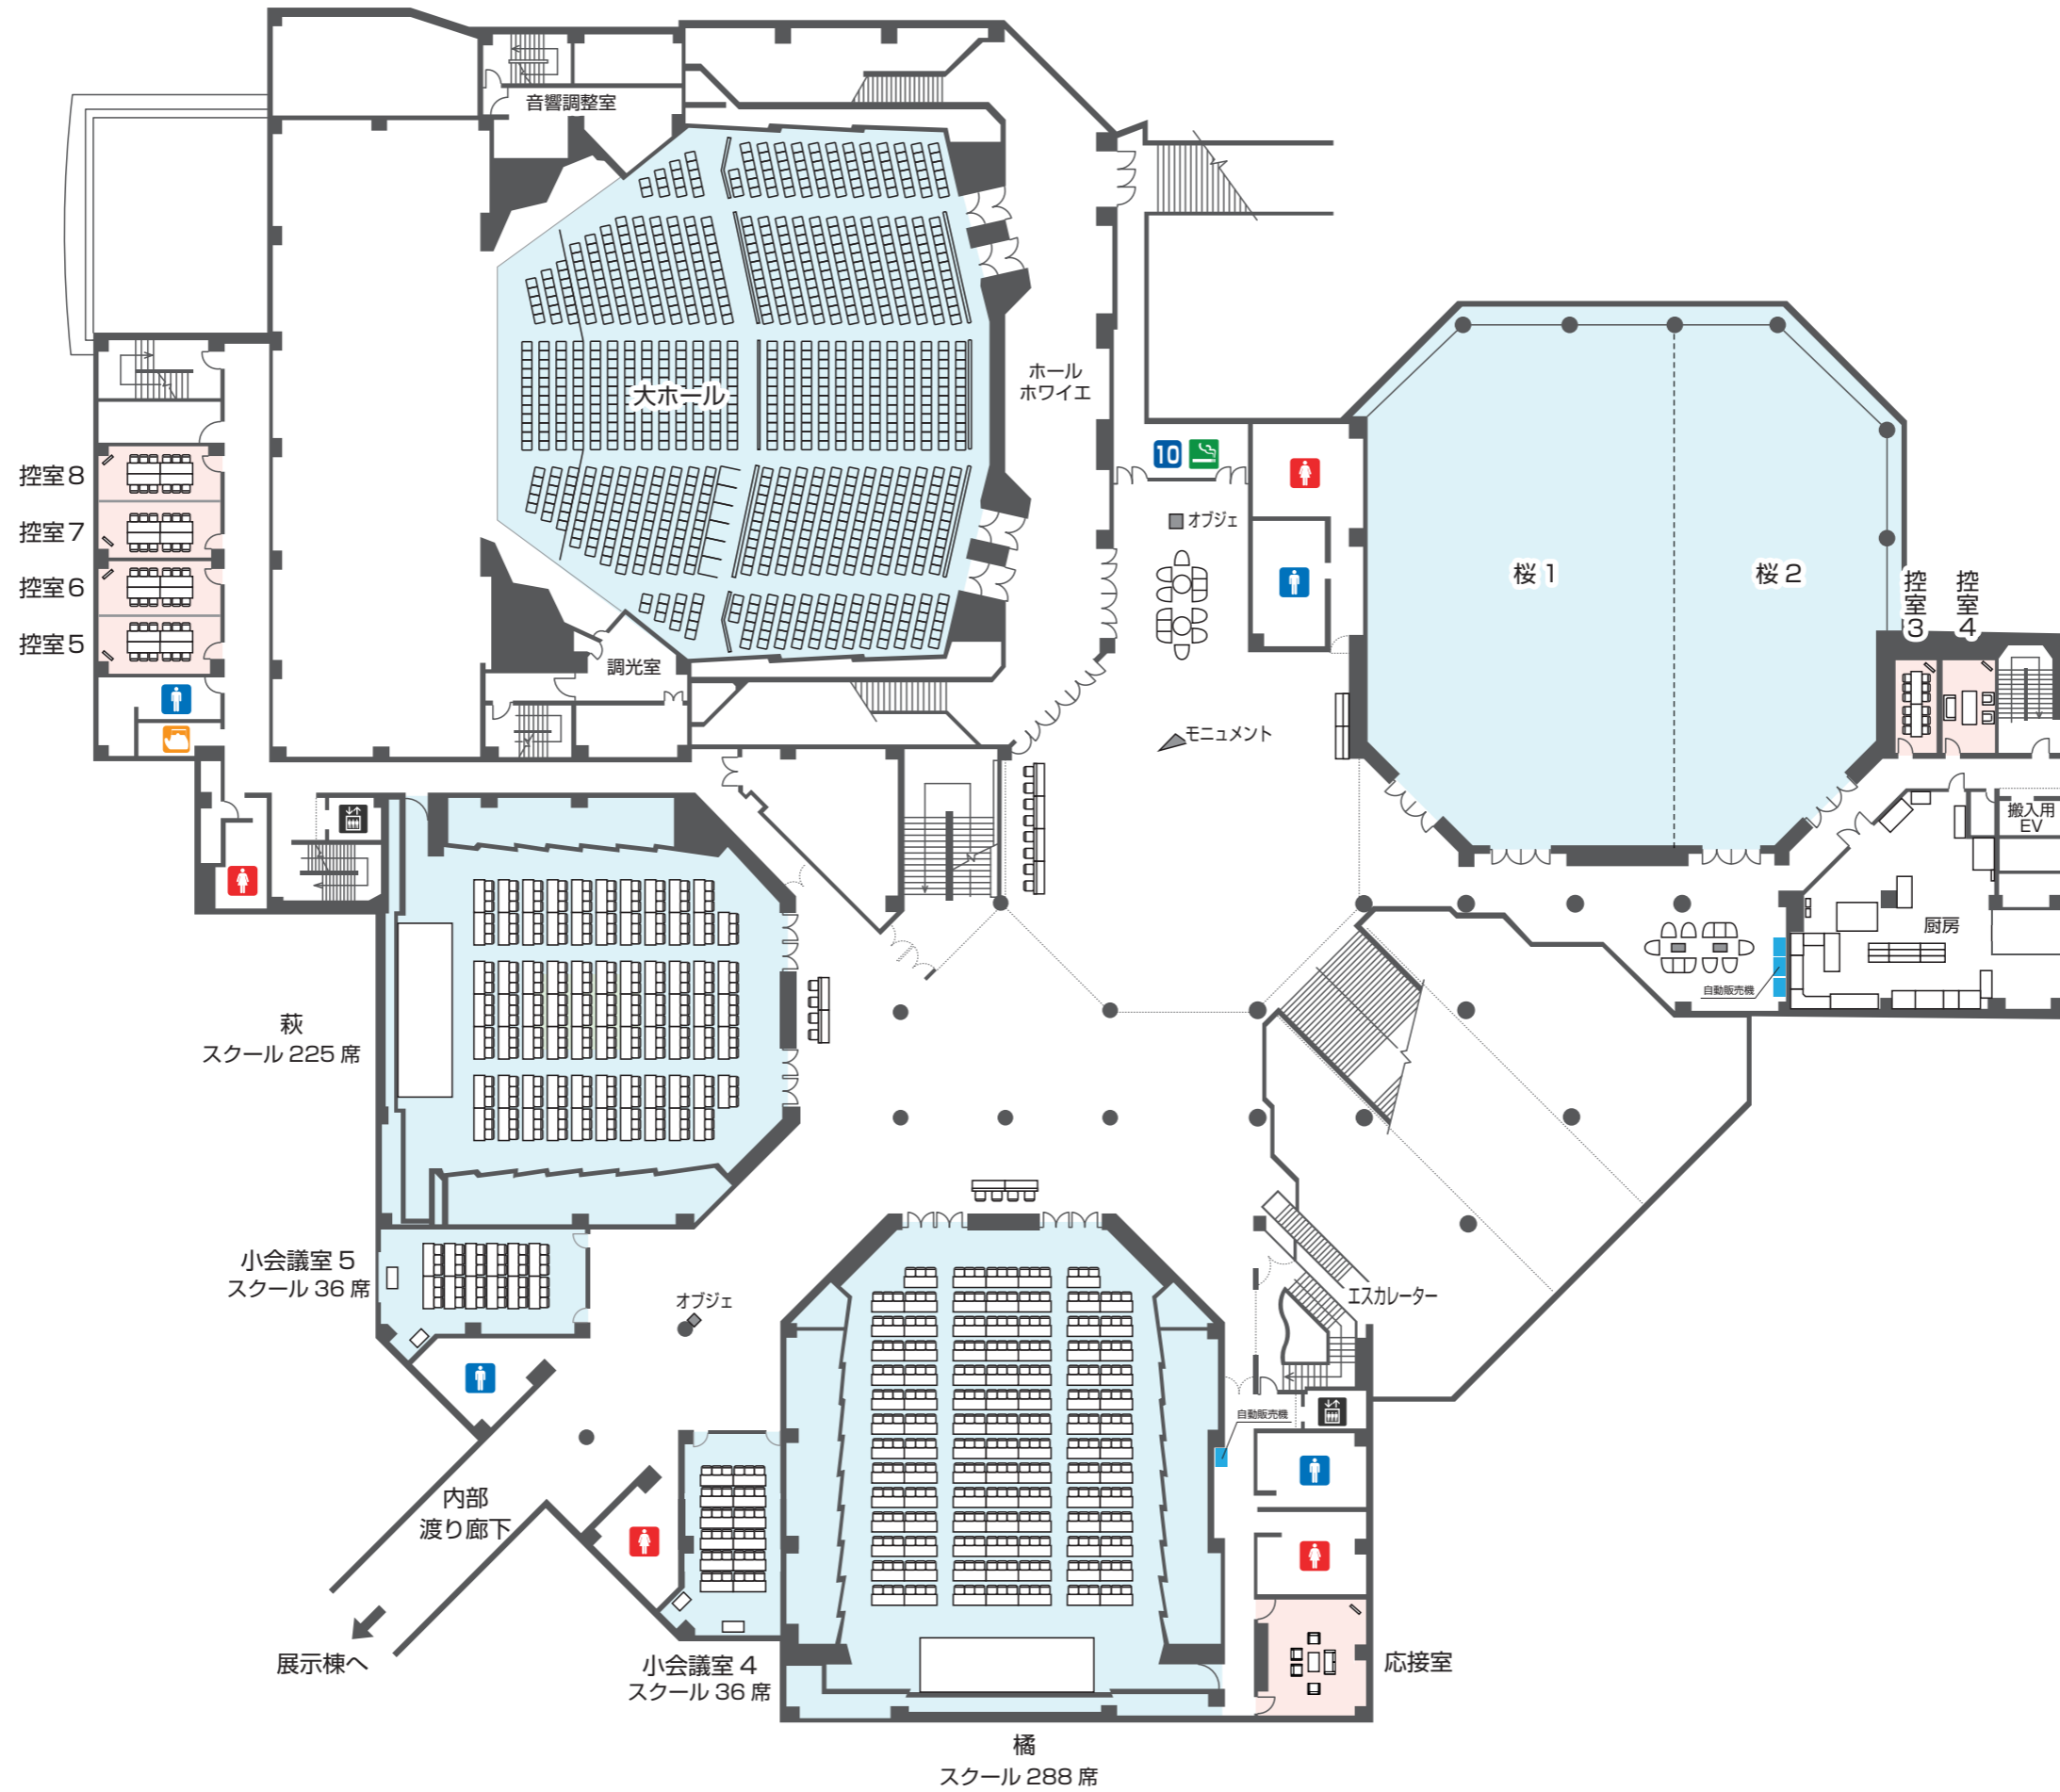 音響調整室
大ホール
ホール
ホワイエ
控室8
控室7
控室6
控室5
10
オブジェ
桜1
桜2
控室3
控室4
調光室
モニュメント
搬入用
EV
厨房
自動販売機
萩
スクール 225 席
小会議室 5
スクール 36 席
オブジェ
エスカレーター
自動販売機
内部
渡り廊下
展示棟へ
小会議室 4
スクール 36 席
応接室
橘
スクール 288 席